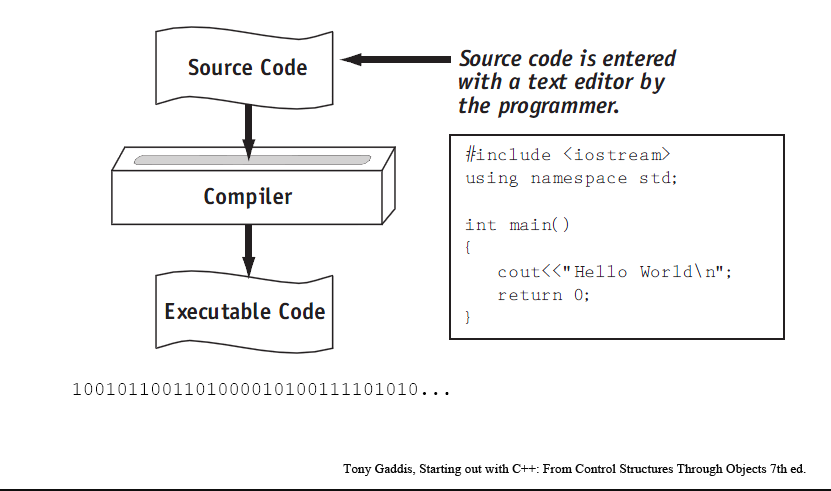 Source Code
Source code is entered
with a text editor by
the programmer.
Compiler
#include <iostream>
using namespace std;
int main()
{
cout<<"Hello World\n";
return 0;
}
Executable Code
1001011001101000010100111101010...
Tony Gaddis, Starting out with C++: From Control Structures Through Objects 7th ed.